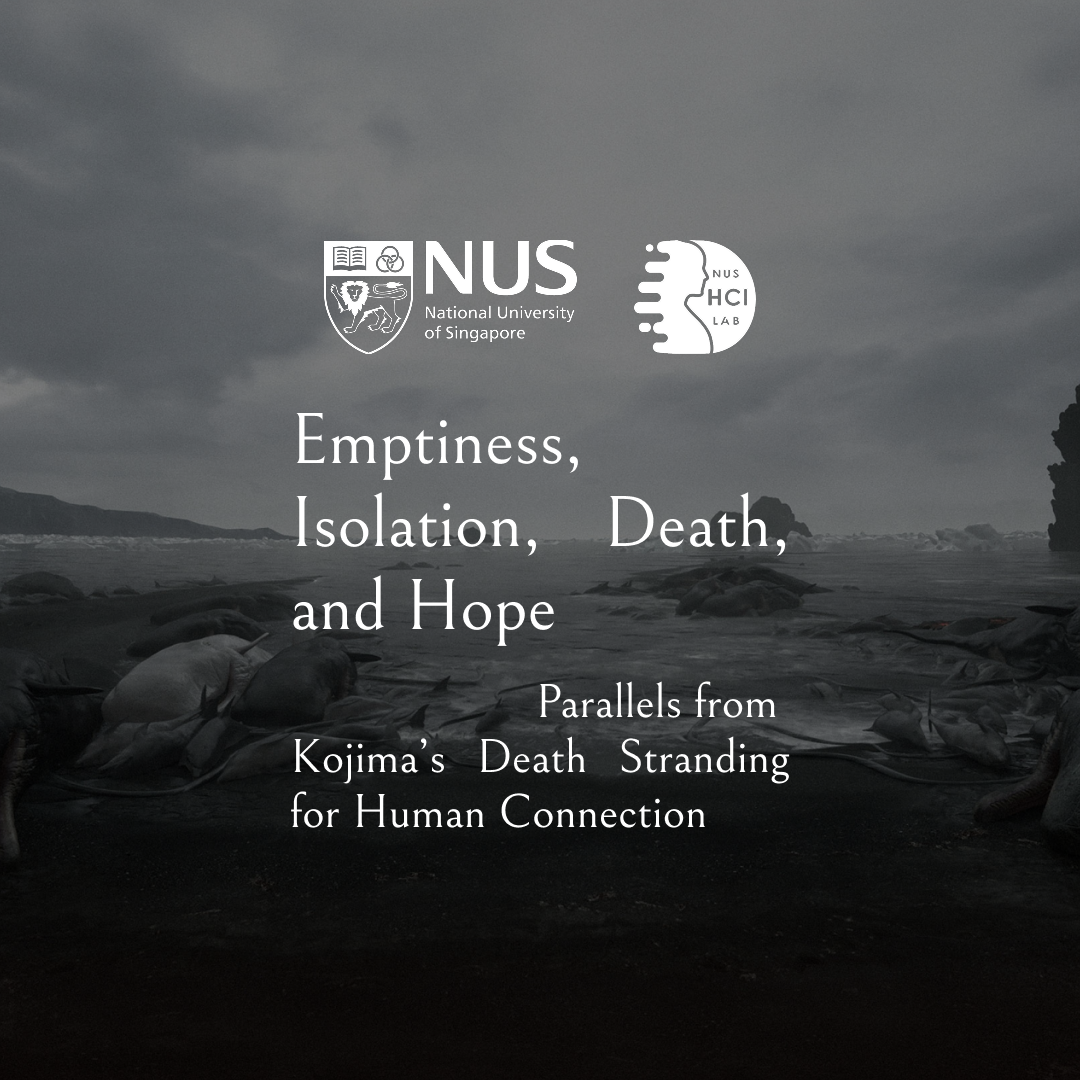 NUS
National University
of Singapore
NUS
HCI
LAB
Emptiness,
Isolation, Death,
and Hope
Parallels from
Kojima’s Death Stranding
for Human Connection